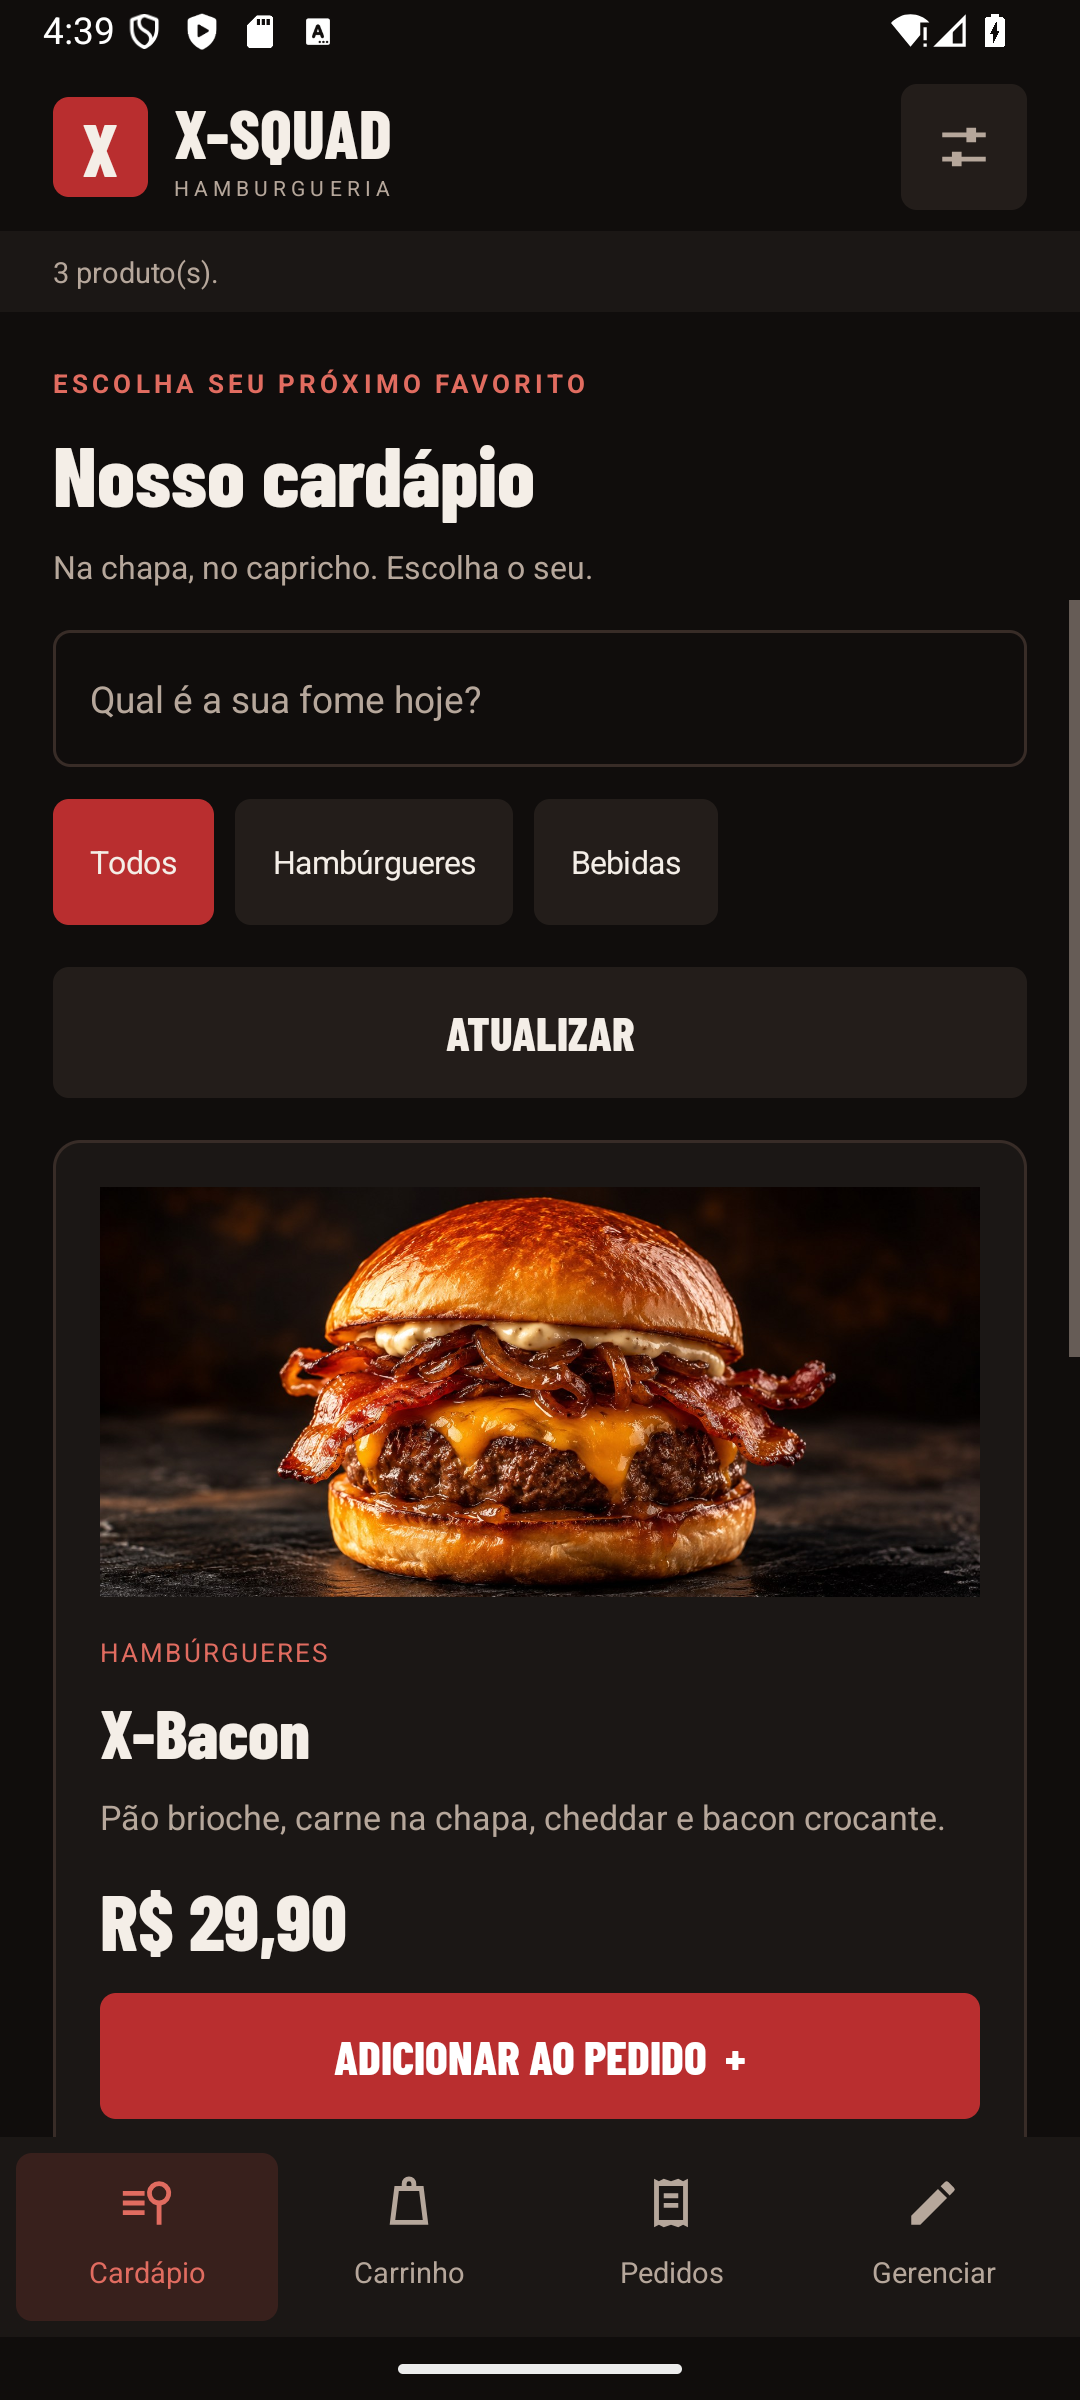 4:39
X
X-SQUAD
HAMBURGUERIA
3 produto(s).
ESCOLHA SEU PRÓXIMO FAVORITO
Nosso cardápio
Na chapa, no capricho. Escolha o seu.
Qual é a sua fome hoje?
Todos Hambúrgueres Bebidas
ATUALIZAR
HAMBÚRGUERES
X-Bacon
Pão brioche, carne na chapa, cheddar e bacon crocante.
R$ 29,90
ADICIONAR AO PEDIDO +
Cardápio Carrinho Pedidos Gerenciar